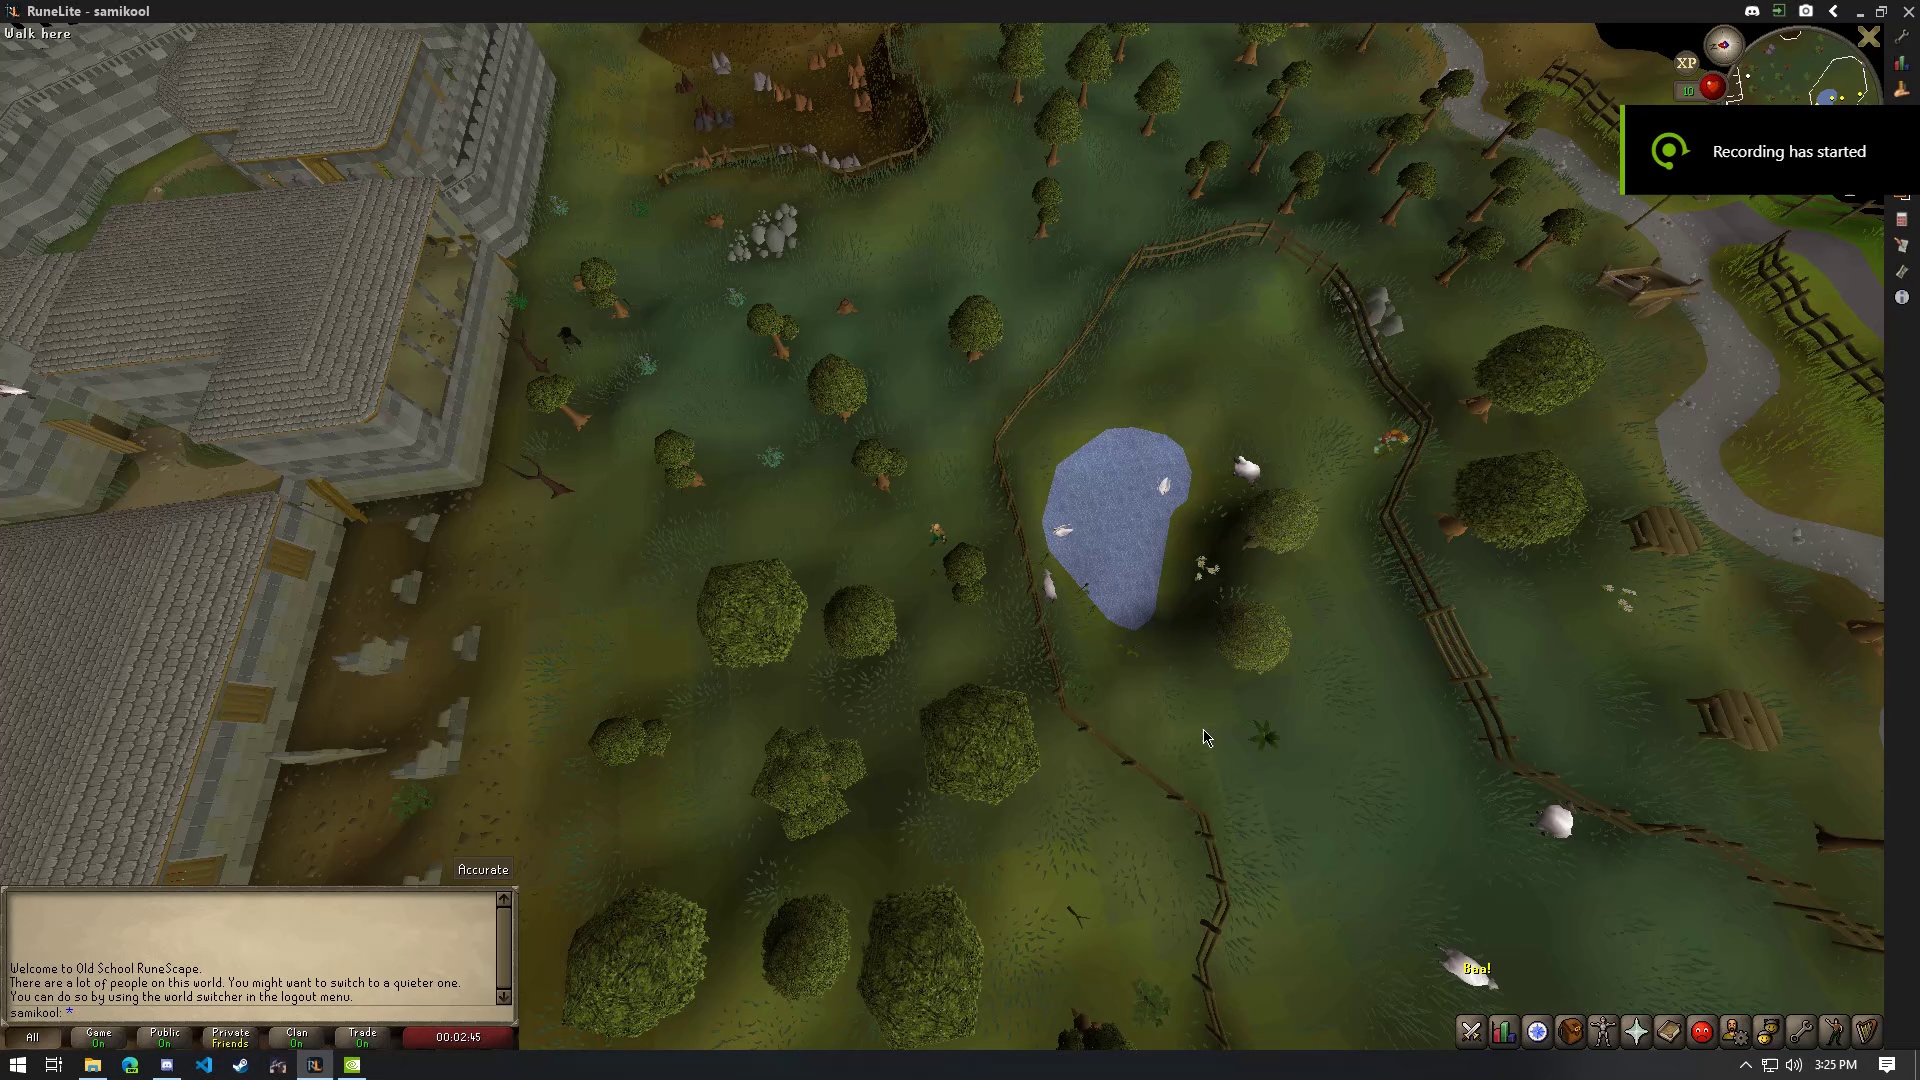 RuneLite - samikool
Walk here
XP
10
Recording has started
Accurate
Welcome to Old School RuneScape.
There are a lot of people on this world. You might want to switch to a quieter one.
You can do so by using the world switcher in the logout menu.
samikool: *
All
Game
On
Public
On
Private
Friends
Clan
On
Trade
On
00:02:45
Baa!
3:25 PM